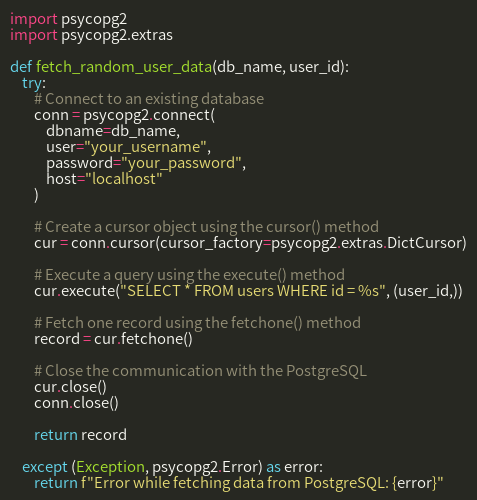 import psycopg2
import psycopg2.extras

def fetch_random_user_data(db_name, user_id):
    try:
        # Connect to an existing database
        conn = psycopg2.connect(
            dbname=db_name,
            user="your_username",
            password="your_password",
            host="localhost"
        )

        # Create a cursor object using the cursor() method
        cur = conn.cursor(cursor_factory=psycopg2.extras.DictCursor)

        # Execute a query using the execute() method
        cur.execute("SELECT * FROM users WHERE id = %s", (user_id,))

        # Fetch one record using the fetchone() method
        record = cur.fetchone()

        # Close the communication with the PostgreSQL
        cur.close()
        conn.close()

        return record

    except (Exception, psycopg2.Error) as error:
        return f"Error while fetching data from PostgreSQL: {error}"